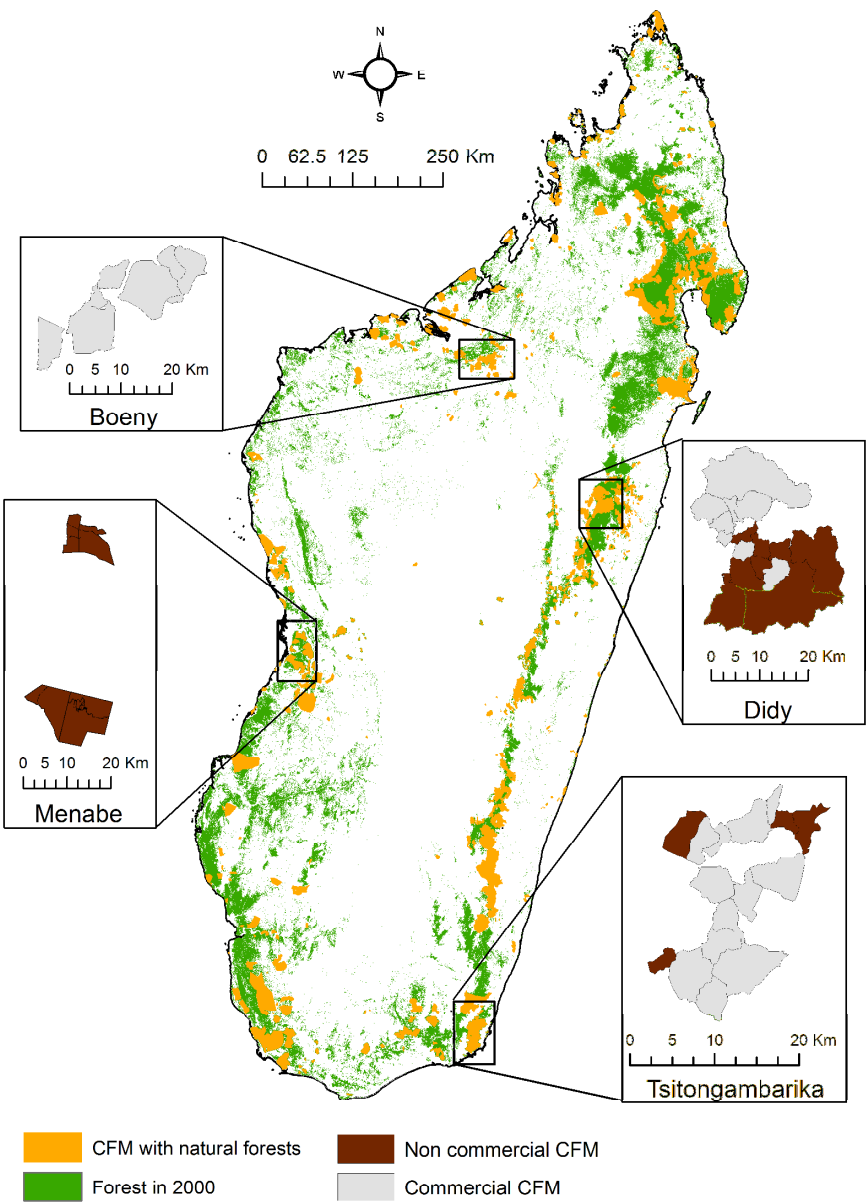 N
W E
S
0 62.5 125 250 Km
0 5 10 20 Km
Boeny
0 5 10 20 Km
Menabe
0 5 10 20 Km
Didy
0 5 10 20 Km
Tsitongambarika
CFM with natural forests
Non commercial CFM
Forest in 2000
Commercial CFM